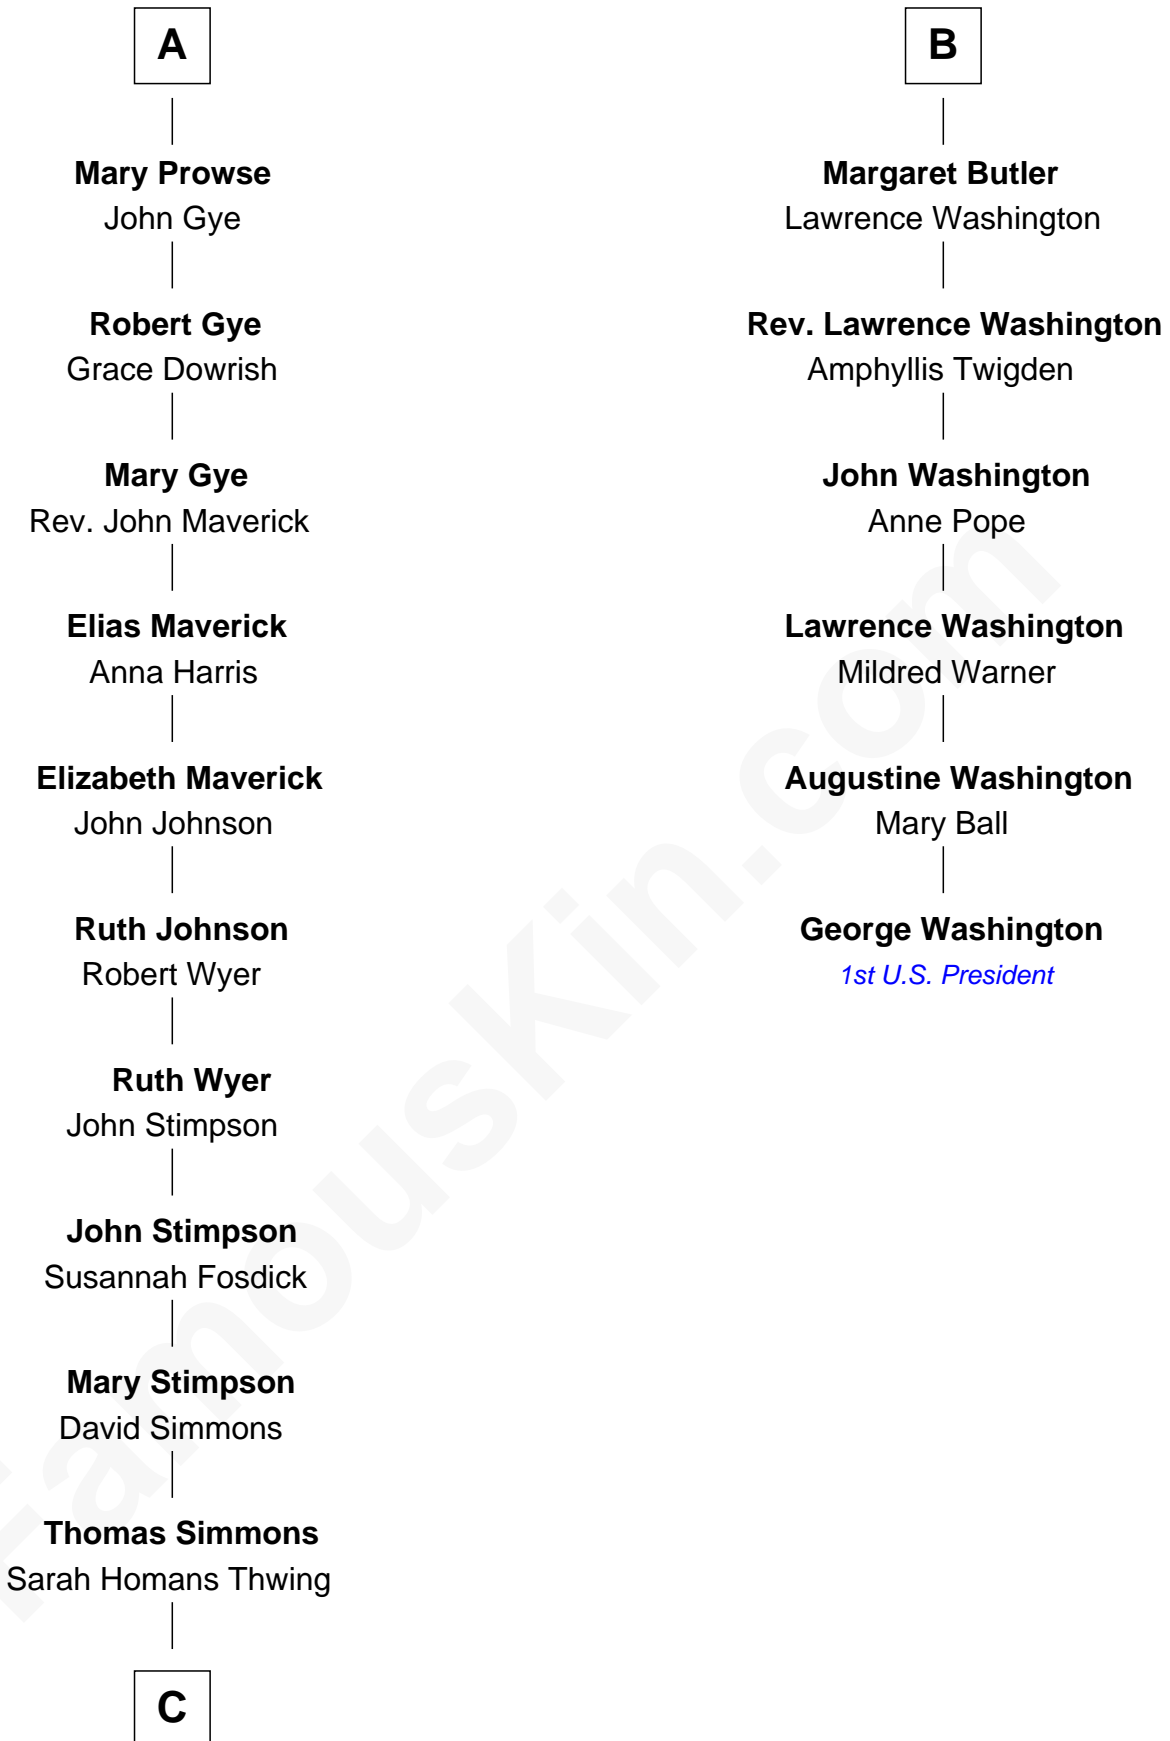 A
Mary Prowse
John Gye
Robert Gye
Grace Dowrish
Mary Gye
Rev. John Maverick
Elias Maverick
Anna Harris
Elizabeth Maverick
John Johnson
Ruth Johnson
Robert Wyer
Ruth Wyer
John Stimpson
John Stimpson
Susannah Fosdick
Mary Stimpson
David Simmons
Thomas Simmons
Sarah Homans Thwing
C
B
Margaret Butler
Lawrence Washington
Rev. Lawrence Washington
Amphyllis Twigden
John Washington
Anne Pope
Lawrence Washington
Mildred Warner
Augustine Washington
Mary Ball
George Washington
1st U.S. President
FamousKin.com